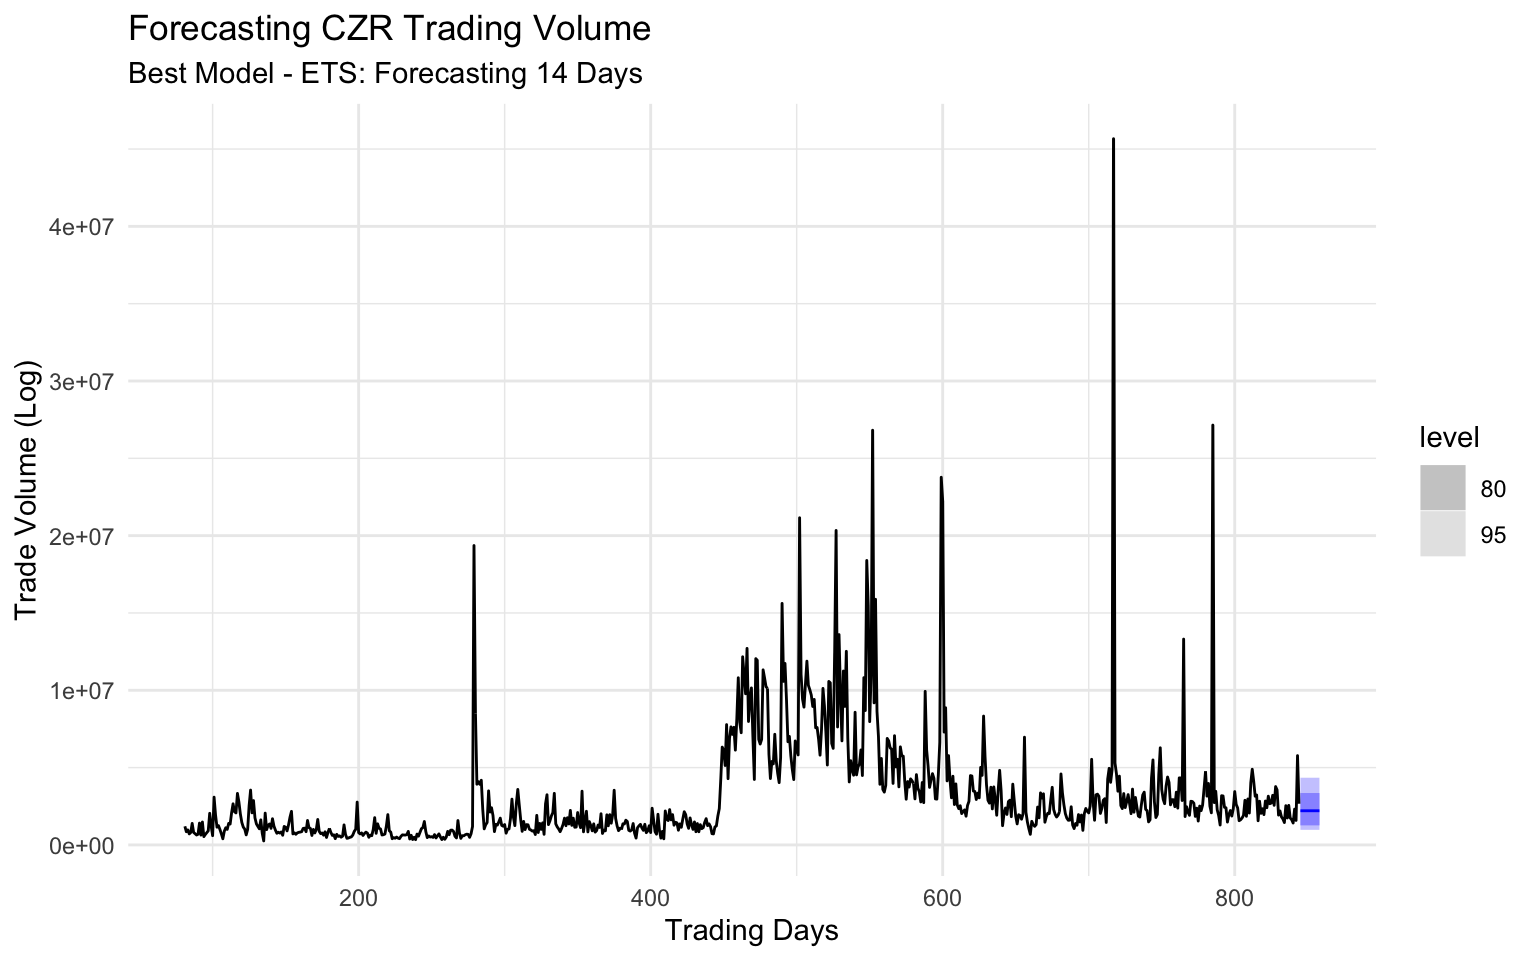 Forecasting CZR Trading Volume
Best Model - ETS: Forecasting 14 Days
Trade Volume (Log)
4e+07
3e+07
2e+07
1e+07
0e+00
200
400
600
800
Trading Days
level
80
95